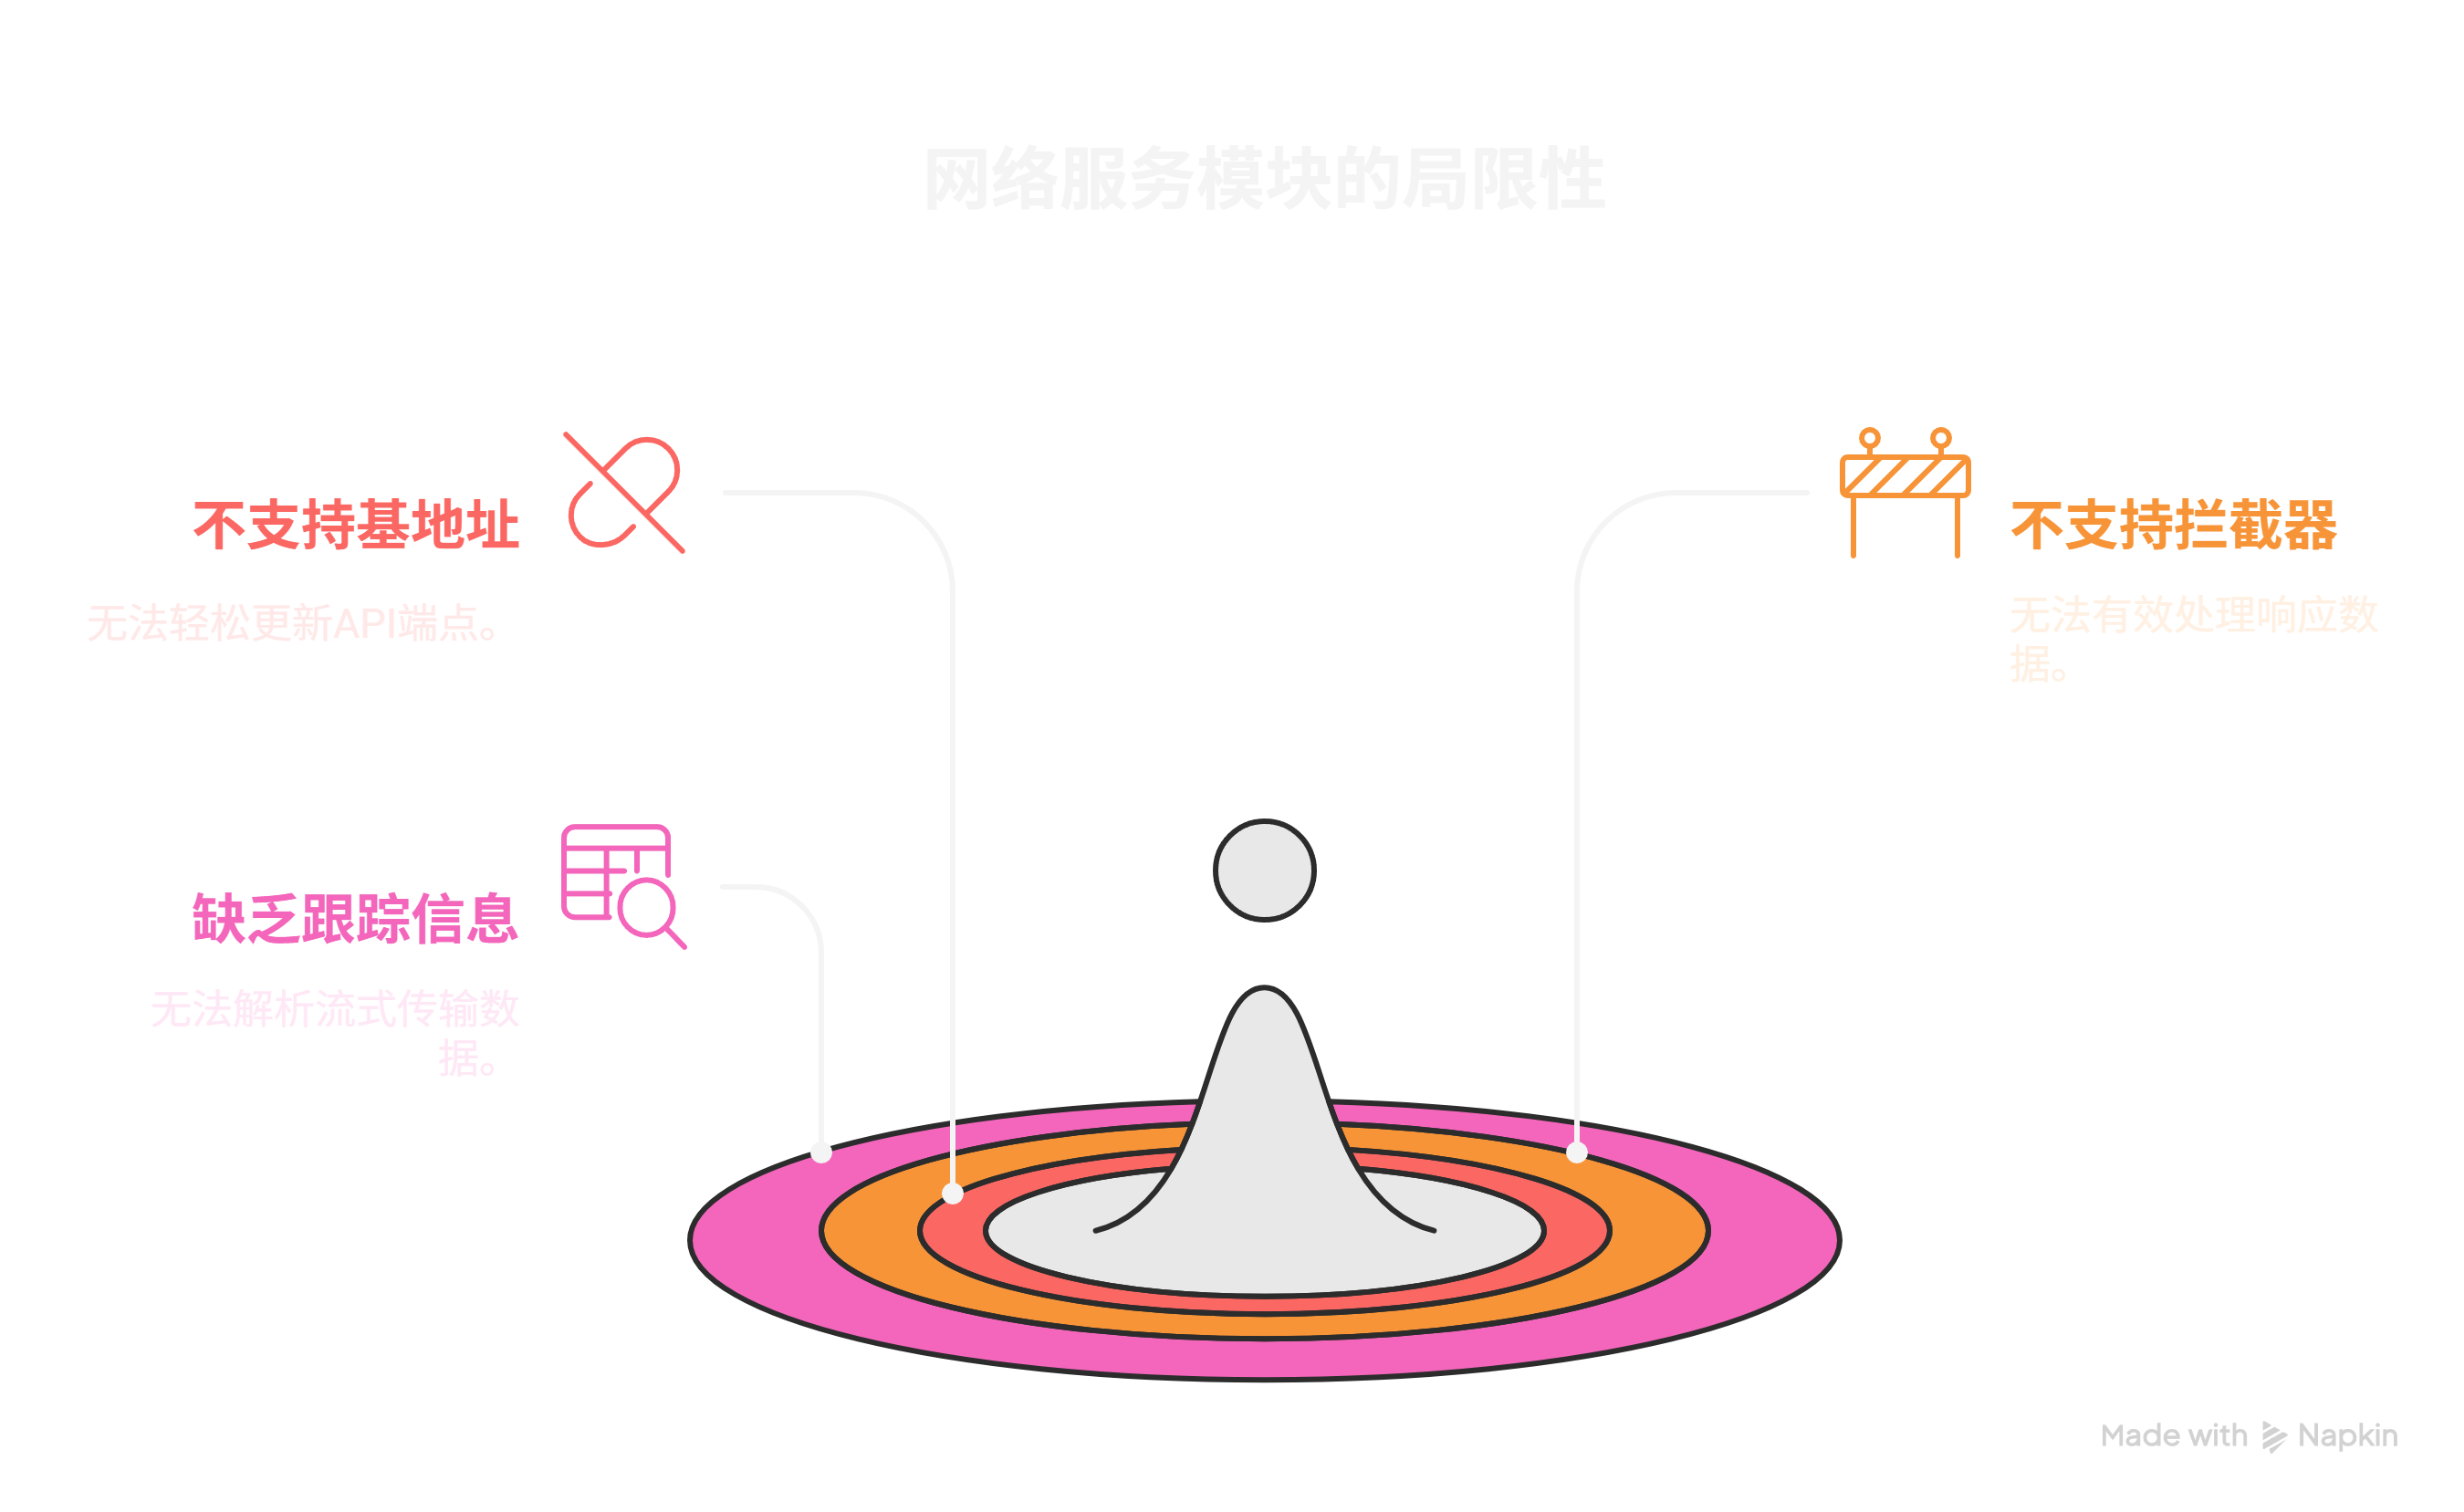 网络服务模块的局限性
不支持基地址
无法轻松更新API端点。
不支持拦截器
无法有效处理响应数
据。
缺乏跟踪信息
无法解析流式传输数
据。
Made with Napkin